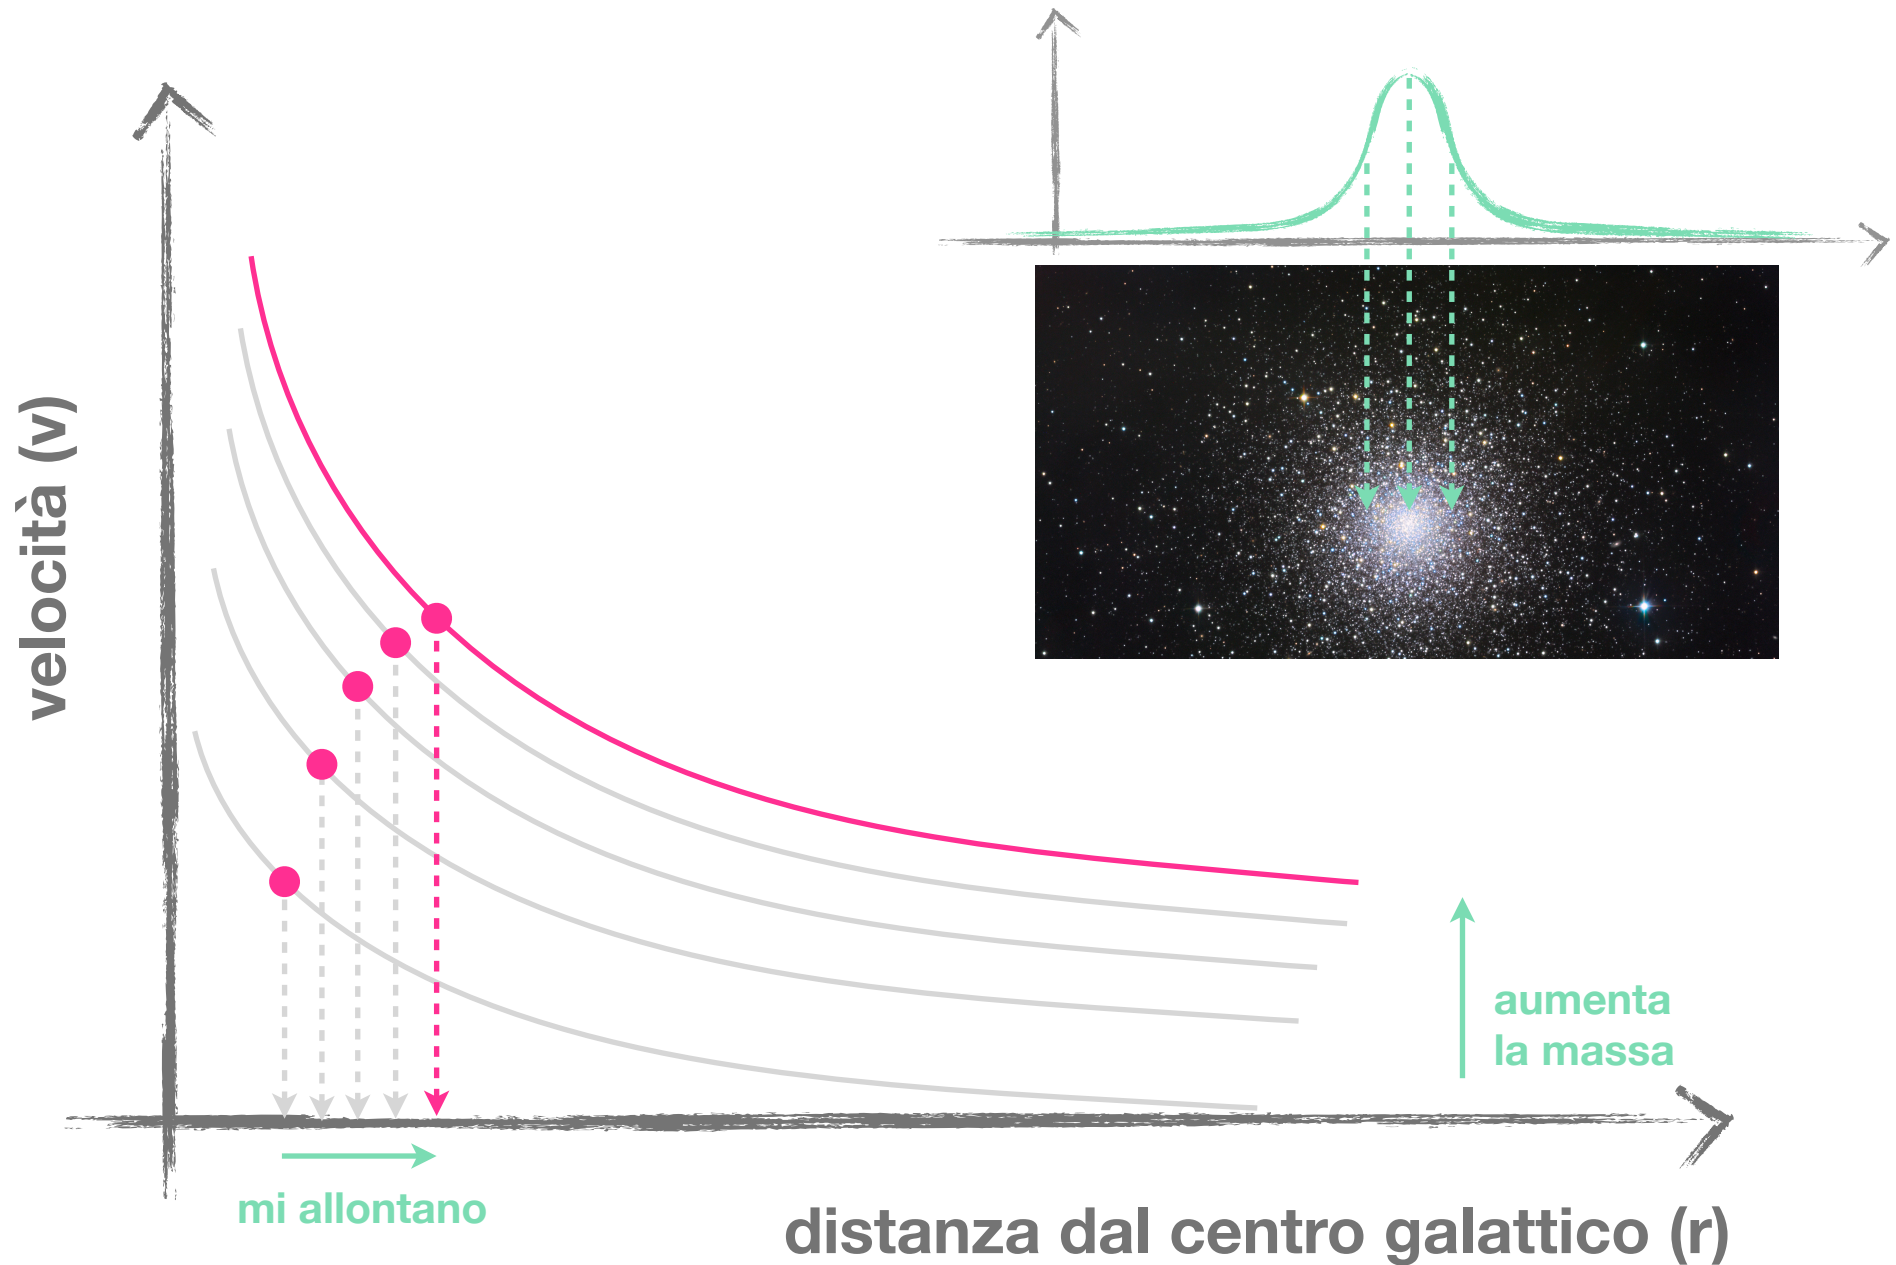 velocità (v)
aumenta
la massa
mi allontano
distanza dal centro galattico (r)